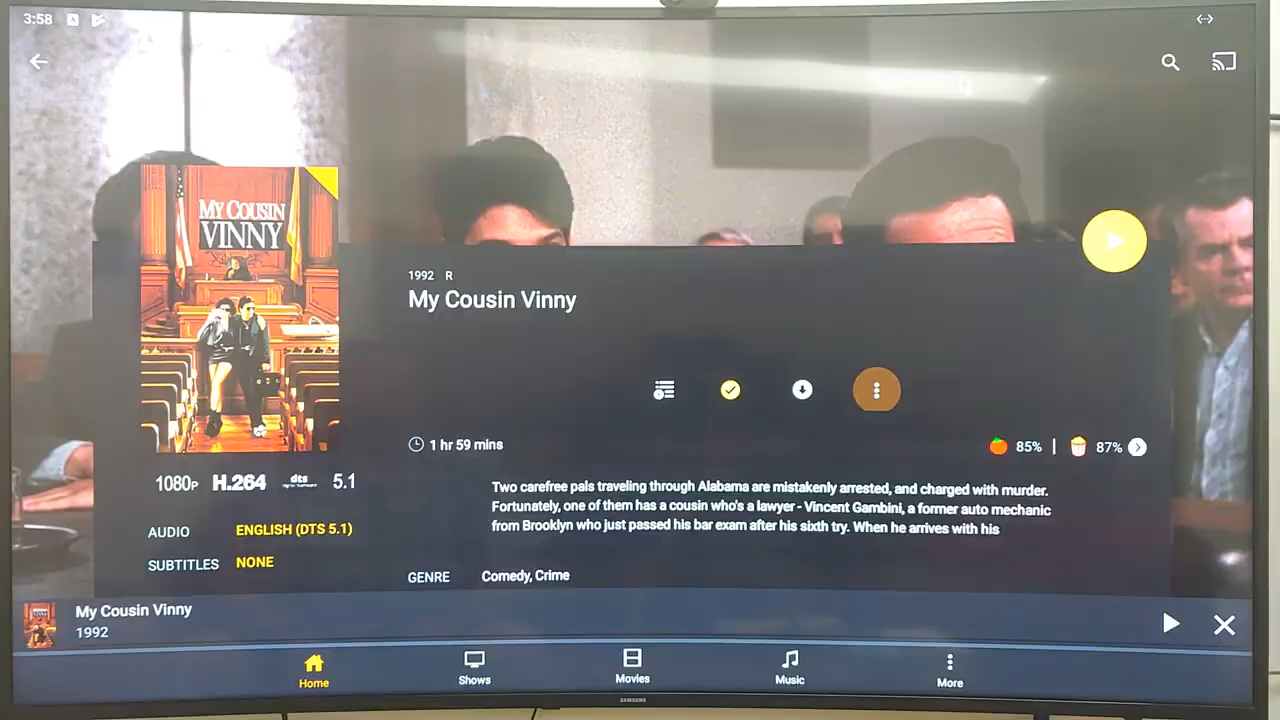 3:58
MY COUSIN
VINNY
1992 R
My Cousin Vinny
1 hr 59 mins
85% | 87%
1080P H.264 dts 5.1
Two carefree pals traveling through Alabama are mistakenly arrested, and charged with murder.
Fortunately, one of them has a cousin who's a lawyer - Vincent Gambini, a former auto mechanic
from Brooklyn who just passed his bar exam after his sixth try. When he arrives with his
AUDIO ENGLISH (DTS 5.1)
SUBTITLES NONE
GENRE Comedy, Crime
My Cousin Vinny
1992
Home Shows Movies Music More
SAMSUNG